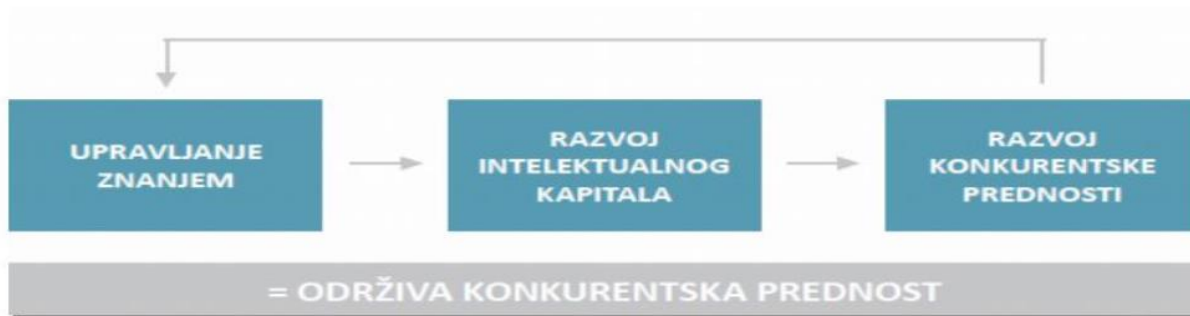 UPRAVLJANJE
ZNANJEM
RAZVOJ
INTELEKTUALNOG
KAPITALA
RAZVOJ
KONKURENTSKE
PREDNOSTI
= ODRŽIVA KONKURENTSKA PREDNOST